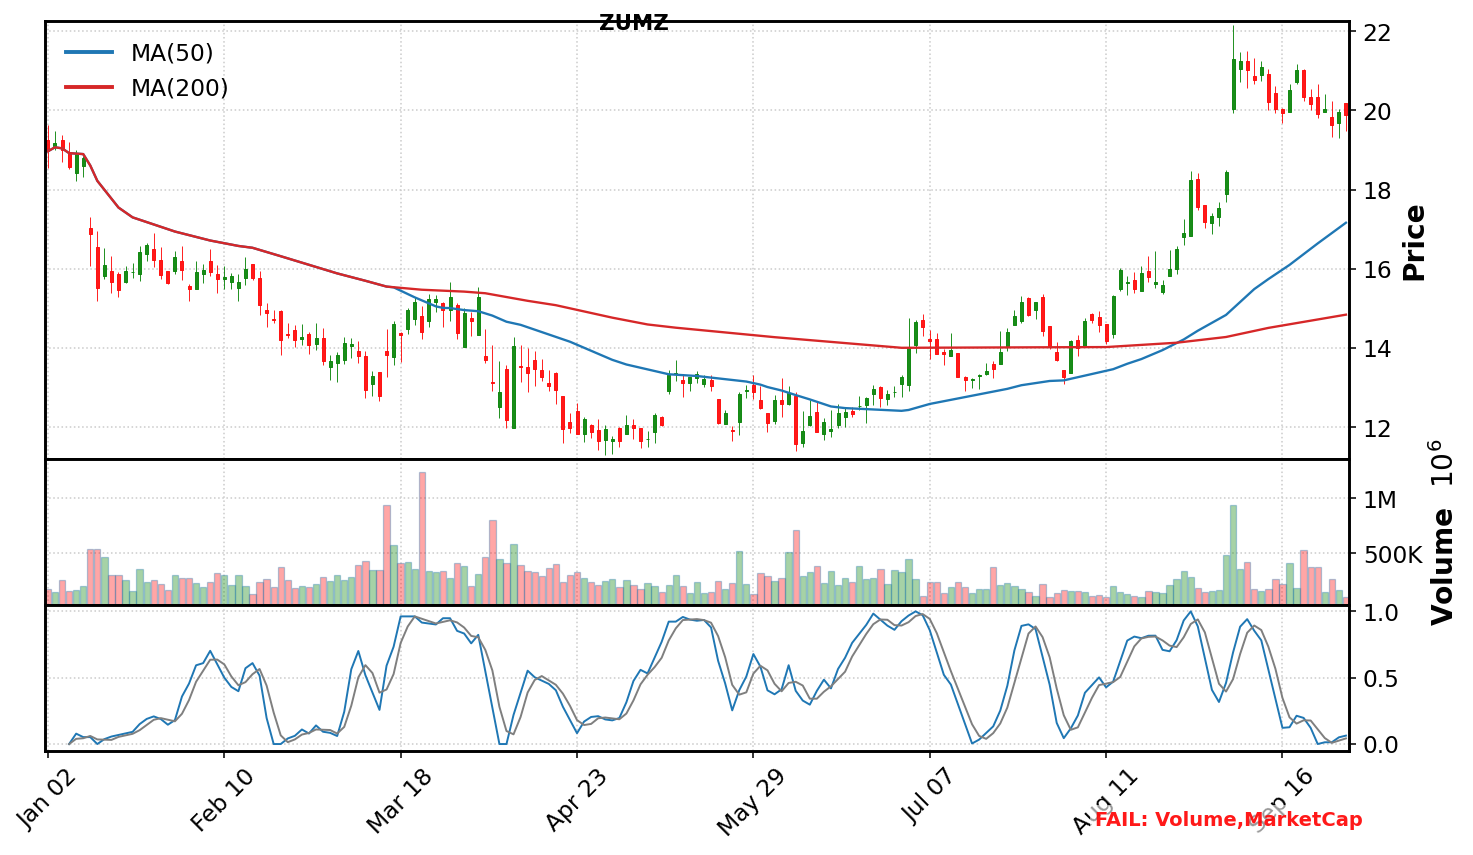 ZUMZ
MA(50)
MA(200)
22
20
18
16
14
12
Price
1M
500K
Volume 10^6
1.0
0.5
0.0
Jan 02
Feb 10
Mar 18
Apr 23
May 29
Jul 07
Aug 11
Sep 16
FAIL: Volume,MarketCap